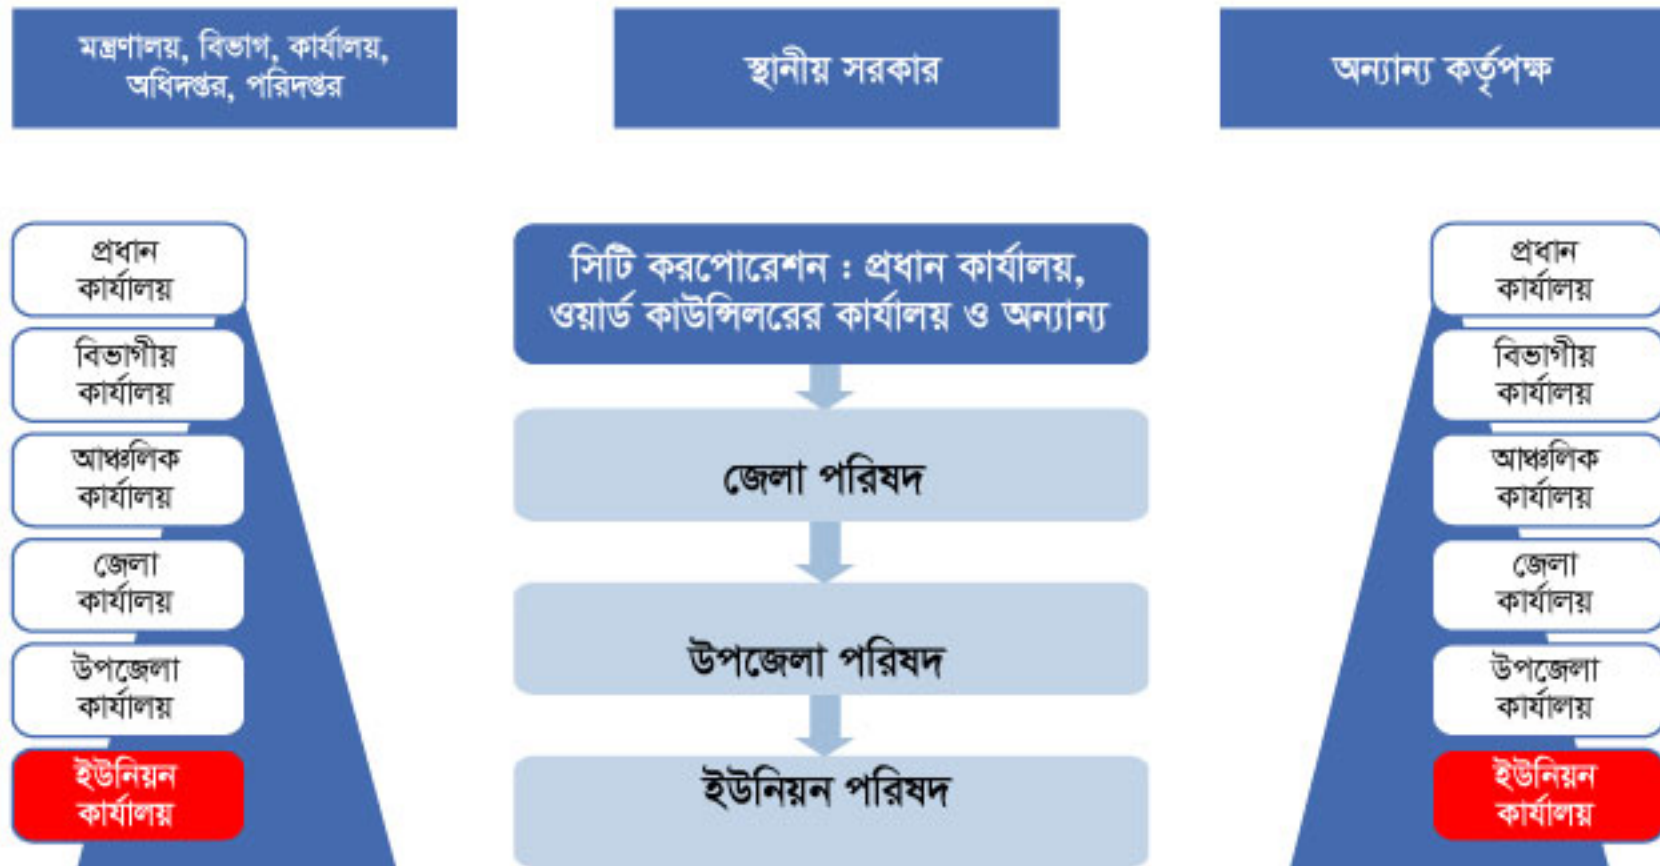 মন্ত্রণালয়, বিভাগ, কার্যালয়,
অধিদপ্তর, পরিদপ্তর
স্থানীয় সরকার
অন্যান্য কর্তৃপক্ষ
প্রধান
কার্যালয়
বিভাগীয়
কার্যালয়
আঞ্চলিক
কার্যালয়
জেলা
কার্যালয়
উপজেলা
কার্যালয়
ইউনিয়ন
কার্যালয়
সিটি করপোরেশন : প্রধান কার্যালয়,
ওয়ার্ড কাউন্সিলরের কার্যালয় ও অন্যান্য
জেলা পরিষদ
উপজেলা পরিষদ
ইউনিয়ন পরিষদ
প্রধান
কার্যালয়
বিভাগীয়
কার্যালয়
আঞ্চলিক
কার্যালয়
জেলা
কার্যালয়
উপজেলা
কার্যালয়
ইউনিয়ন
কার্যালয়